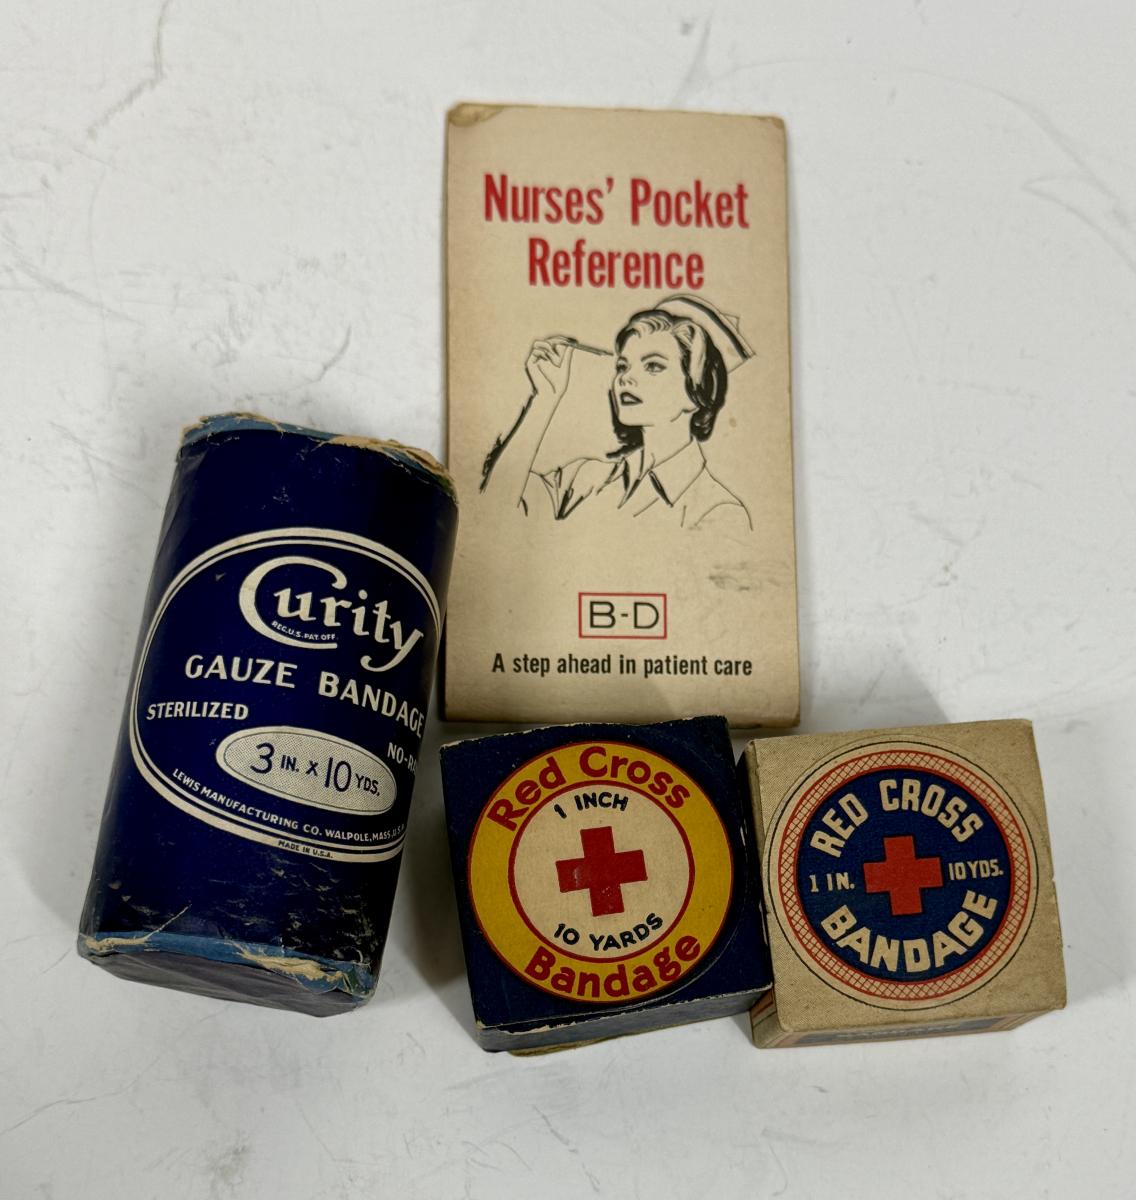 Nurses' Pocket
Reference
B-D
A step ahead in patient care
Curity
REG.U.S.PAT.OFF.
GAUZE BANDAGE
STERILIZED
3 IN. X 10 YDS.
LEWIS MANUFACTURING CO. WALPOLE, MASS., U.S.A.
MADE IN U.S.A.
Red Cross
1 INCH
10 YARDS
Bandage
RED CROSS
1 IN. 10 YDS.
BANDAGE